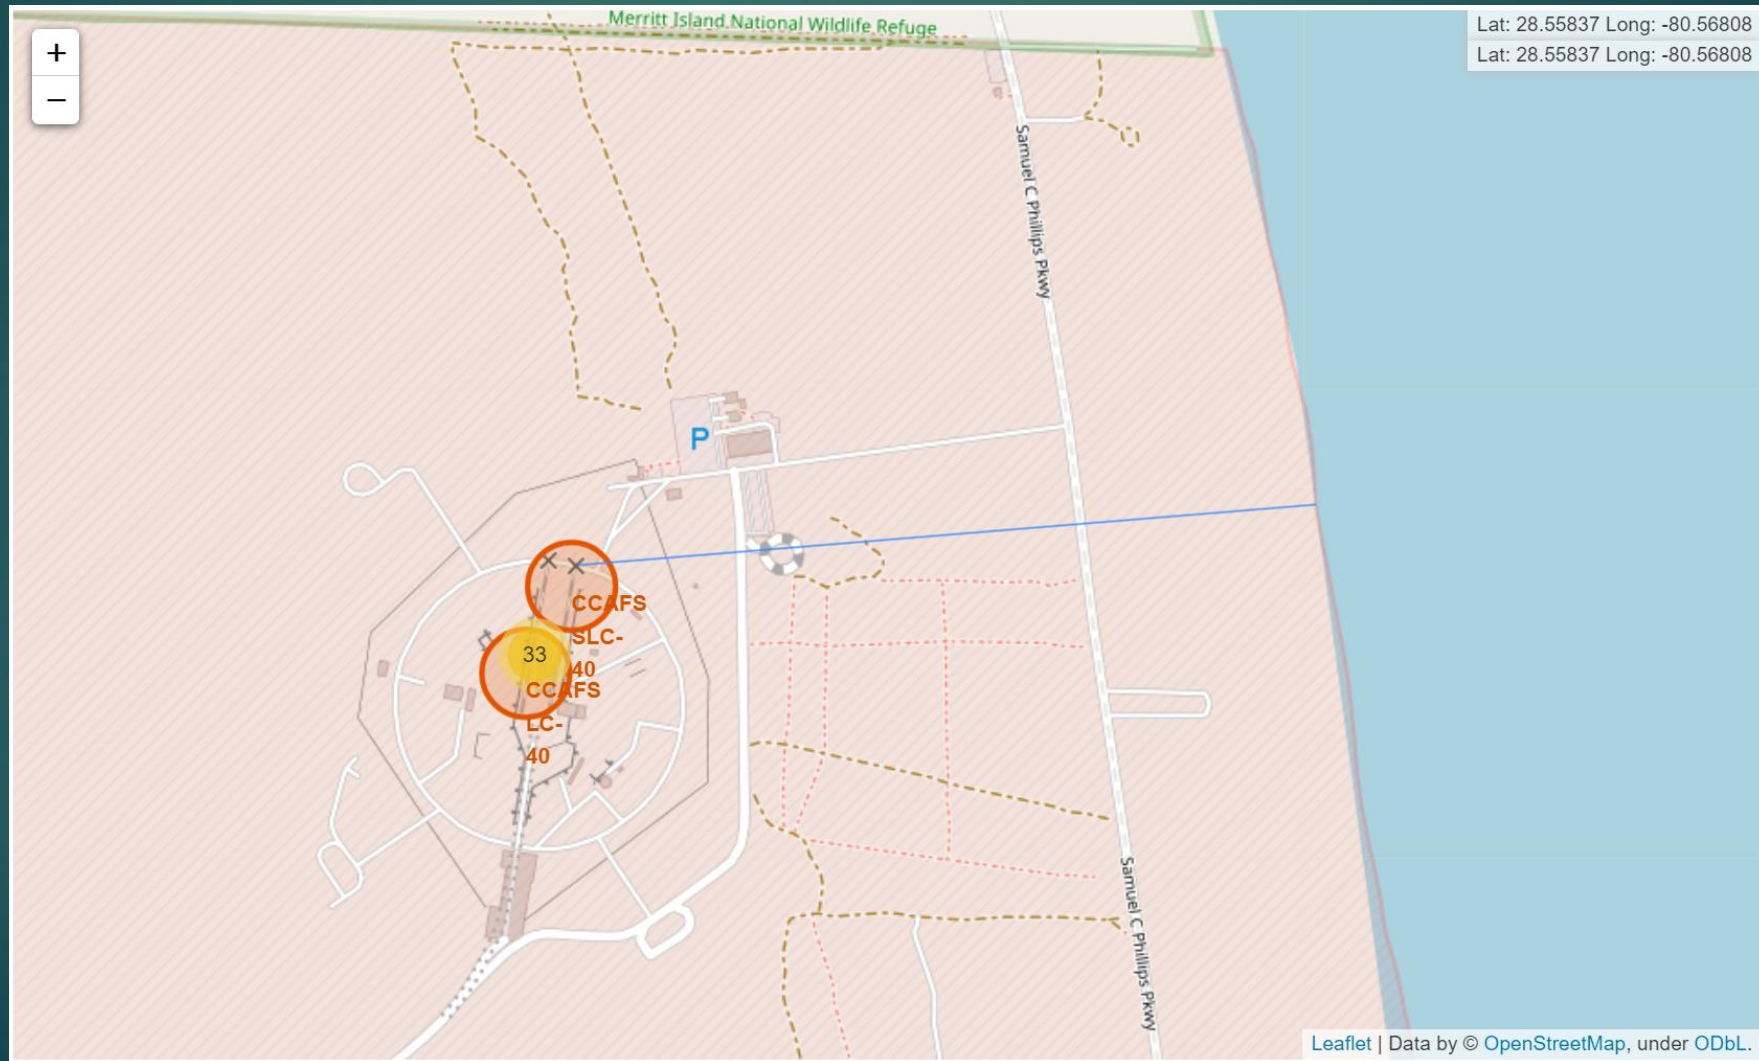 Merritt Island National Wildlife Refuge
Lat: 28.55837 Long: -80.56808
Lat: 28.55837 Long: -80.56808
+
−
Samuel C Phillips Pkwy
P
CCAFS
SLC-
40
33
CCAFS
LC-
40
Samuel C Phillips Pkwy
Leaflet | Data by © OpenStreetMap, under ODbL.